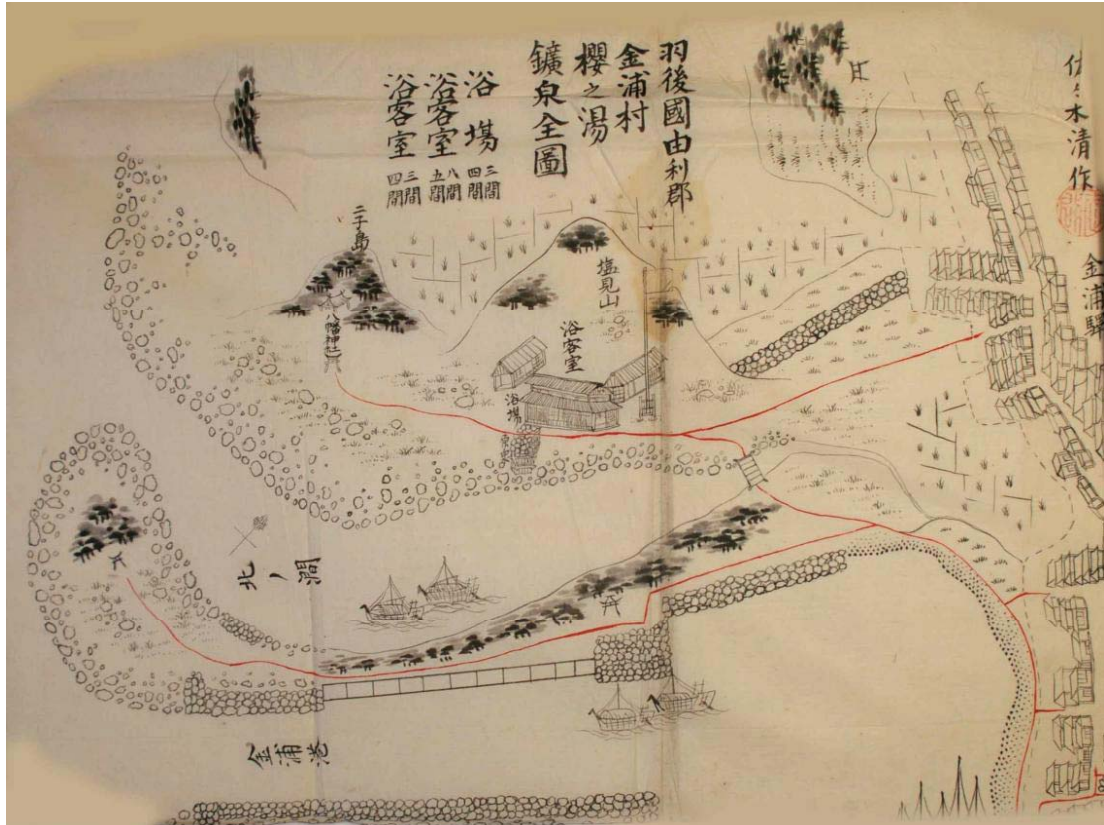 佐々木清作
金浦驛
羽後國由利郡
金浦村
櫻之湯
鑛泉全圖
浴場 三間 四間
浴客室 八間 五間
浴客室 三間 四間
二子島
八幡神社
塩見山
浴客室
浴場
北ノ澗
金浦港